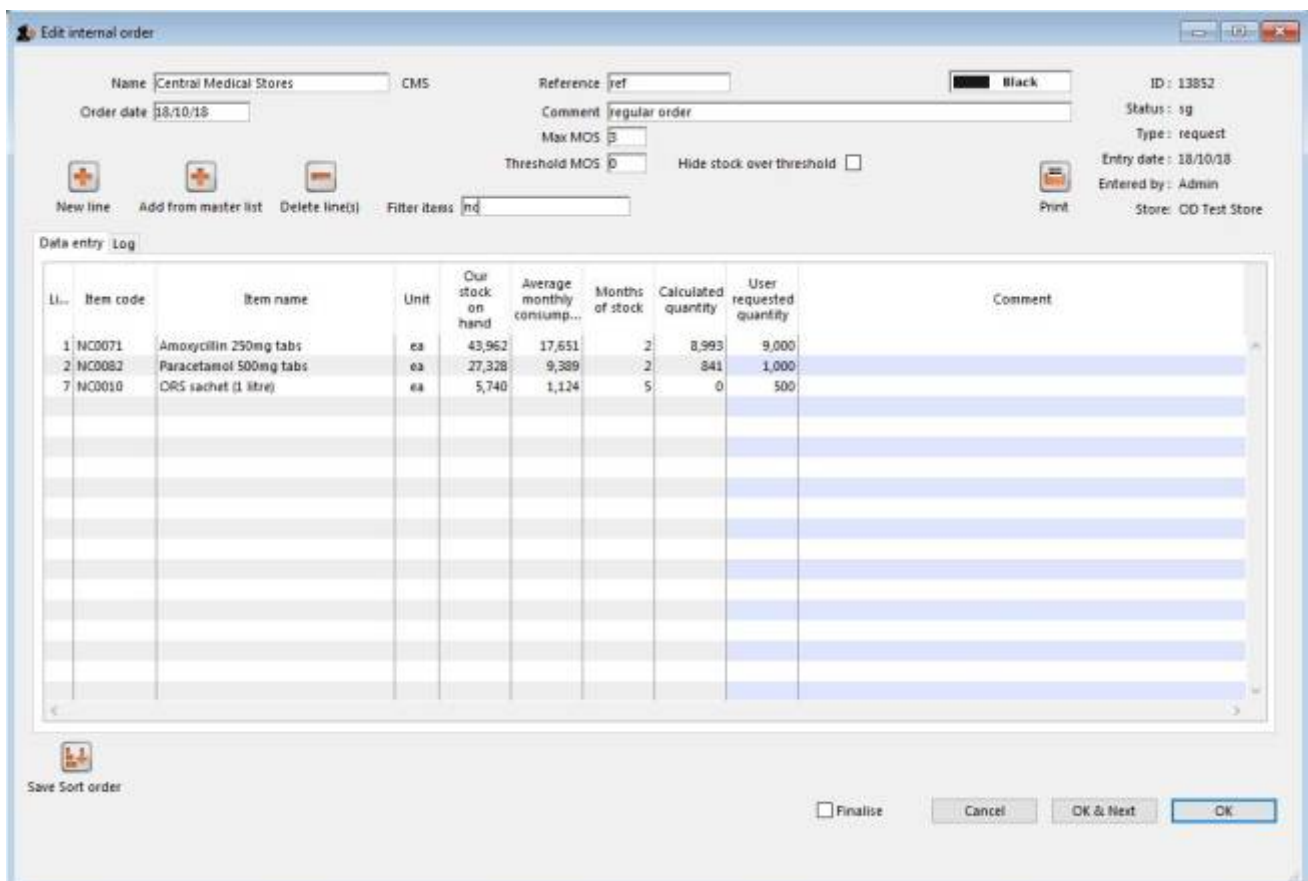 Edit internal order
Name Central Medical Stores CMS Reference ref Black ID : 13852
Order date 18/10/18 Comment regular order Status : sg
Max MOS 3 Type : request
Threshold MOS 0 Hide stock over threshold Entry date : 18/10/18
Entered by : Admin
New line Add from master list Delete line(s) Filter items nc Print Store: OD Test Store
Data entry Log
Li... Item code Item name Unit Our stock on hand Average monthly consump... Months of stock Calculated quantity User requested quantity Comment
1 NC0071 Amoxycillin 250mg tabs ea 43,962 17,651 2 8,993 9,000
2 NC0082 Paracetamol 500mg tabs ea 27,328 9,389 2 841 1,000
7 NC0010 ORS sachet (1 litre) ea 5,740 1,124 5 0 500
Save Sort order
Finalise Cancel OK & Next OK